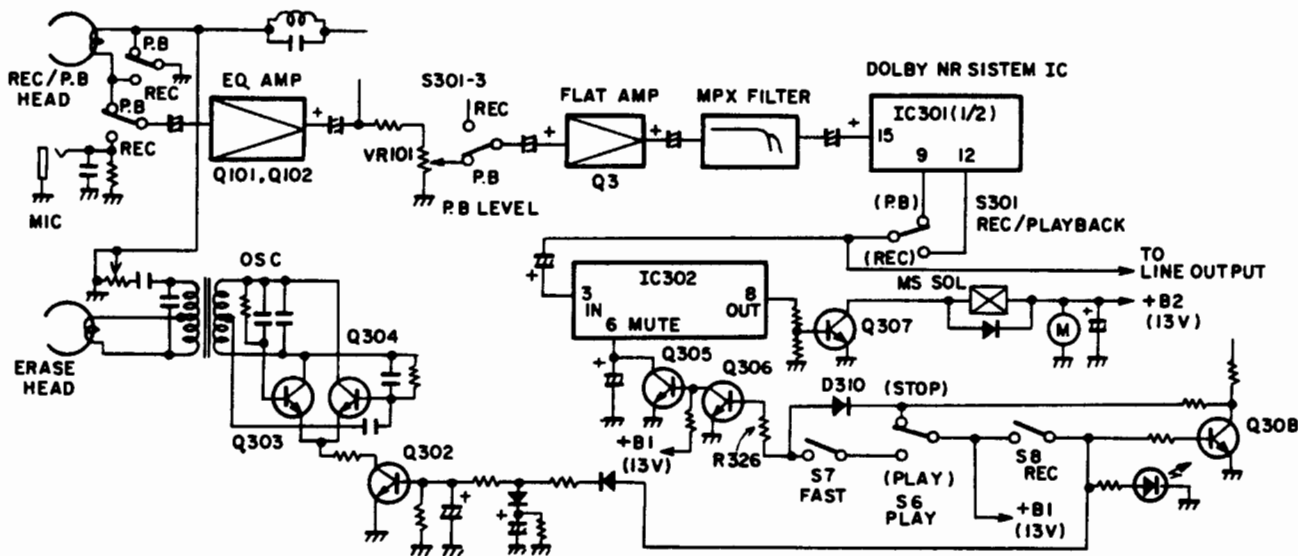 P.B
REC/P.B
HEAD
REC
P.B
REC
MIC
EQ AMP
Q101,Q102
VR101
S301-3
REC
P.B
P.B LEVEL
FLAT AMP
Q3
MPX FILTER
DOLBY NR SISTEM IC
IC301(1/2)
15
9
12
(P.B)
S301
REC/PLAYBACK
(REC)
TO
LINE OUTPUT
OSC
ERASE
HEAD
Q304
Q303
Q302
IC302
3
IN
8
OUT
6 MUTE
Q305
Q306
Q307
MS SOL
M
+B2
(13V)
+B1
(13V)
R326
D310
(STOP)
S7
FAST
(PLAY)
S6
PLAY
S8
REC
+B1
(13V)
Q308
+
+
+
+
+
+
+
+
+
+